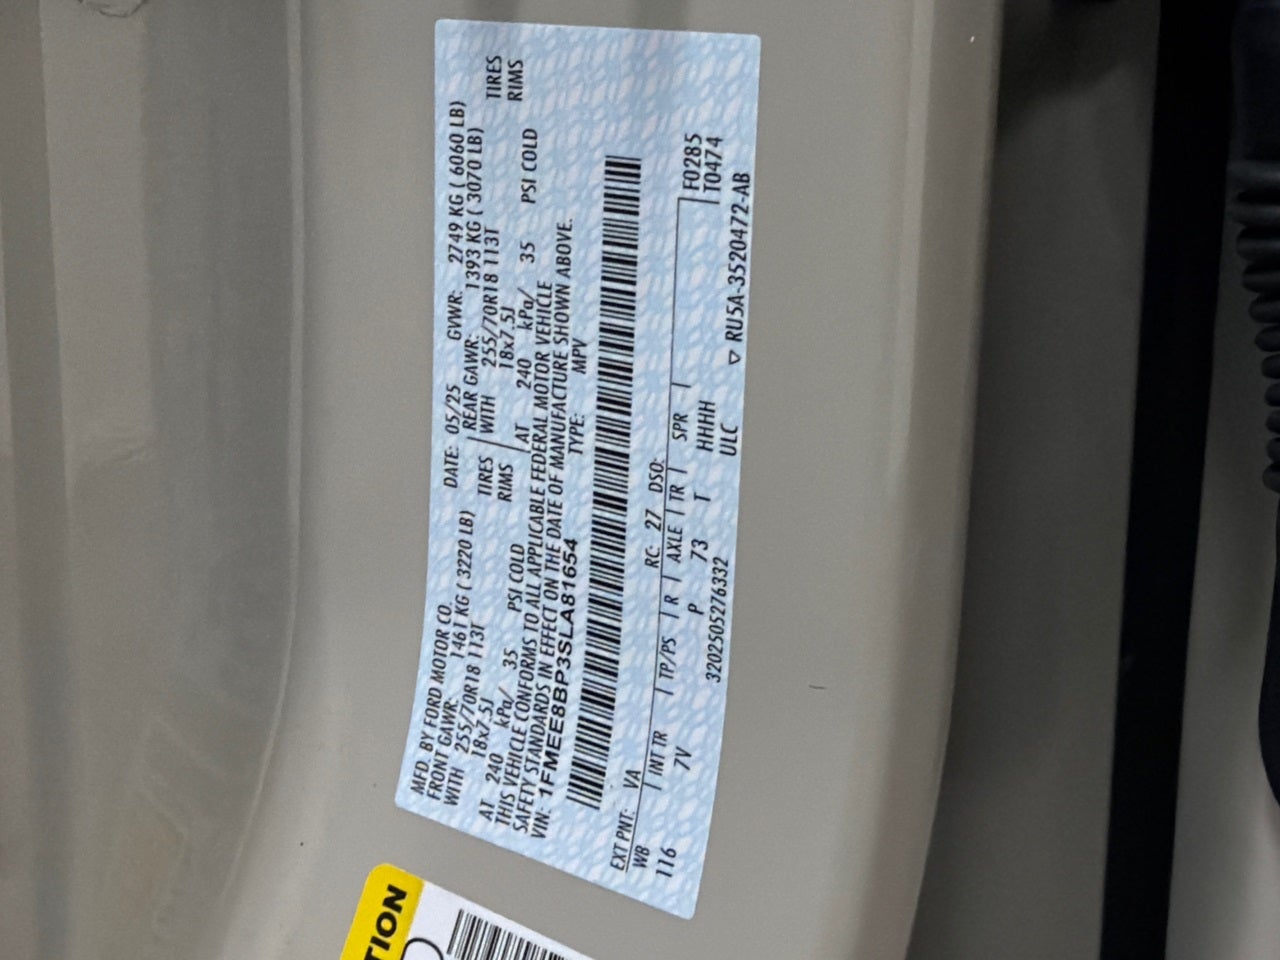 MFD. BY FORD MOTOR CO. DATE: 05/25 GVWR: 2749 KG ( 6060 LB)
FRONT GAWR: 1461 KG ( 3220 LB) REAR GAWR: 1393 KG ( 3070 LB)
WITH 255/70R18 113T TIRES WITH 255/70R18 113T TIRES
18x7.5J RIMS 18x7.5J RIMS
AT 240 kPa/ 35 PSI COLD AT 240 kPa/ 35 PSI COLD
THIS VEHICLE CONFORMS TO ALL APPLICABLE FEDERAL MOTOR VEHICLE
SAFETY STANDARDS IN EFFECT ON THE DATE OF MANUFACTURE SHOWN ABOVE.
VIN: 1FMEE8BP3SLA81654 TYPE: MPV
EXT PNT: VA RC: 27 DSO:
WB INT TR TP/PS R AXLE TR SPR F0285
116 7V P 73 T HHHH T0474
3202505276332 ULC ▽ RU5A-3520472-AB
TION